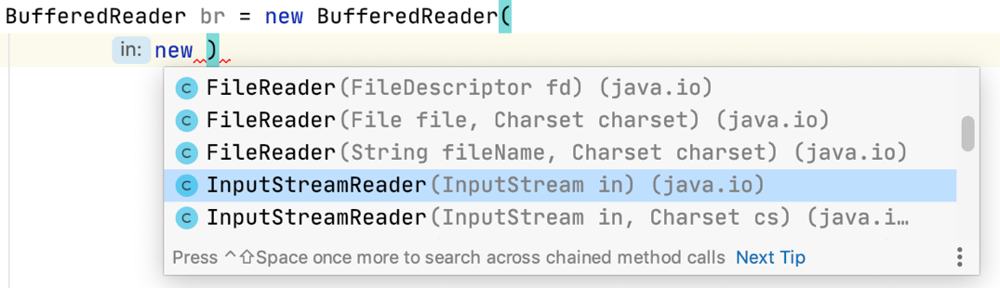 BufferedReader br = new BufferedReader(
in: new )
C FileReader(FileDescriptor fd) (java.io)
C FileReader(File file, Charset charset) (java.io)
C FileReader(String fileName, Charset charset) (java.io)
C InputStreamReader(InputStream in) (java.io)
C InputStreamReader(InputStream in, Charset cs) (java.i…
Press ^⇧Space once more to search across chained method calls Next Tip